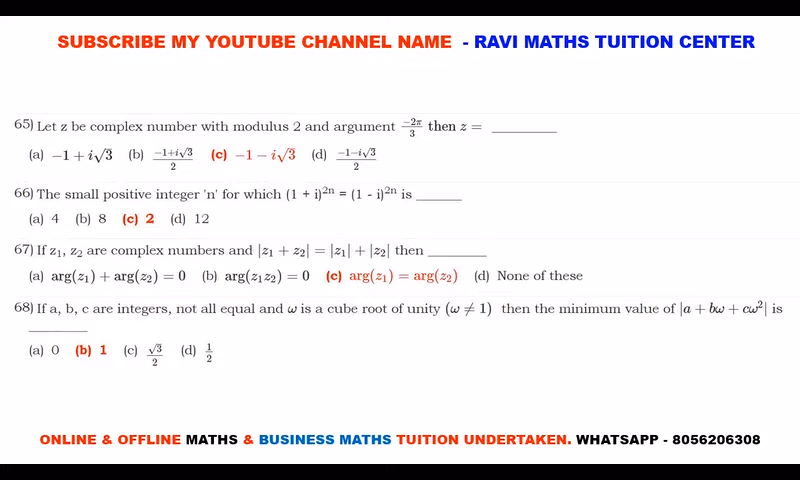 SUBSCRIBE MY YOUTUBE CHANNEL NAME - RAVI MATHS TUITION CENTER
65) Let z be complex number with modulus 2 and argument −2π/3 then z = ________
(a) −1 + i√3 (b) −1+i√3/2 (c) −1 − i√3 (d) −1−i√3/2
66) The small positive integer 'n' for which (1 + i)²ⁿ = (1 - i)²ⁿ is ______
(a) 4 (b) 8 (c) 2 (d) 12
67) If z₁, z₂ are complex numbers and |z₁ + z₂| = |z₁| + |z₂| then ________
(a) arg(z₁) + arg(z₂) = 0 (b) arg(z₁z₂) = 0 (c) arg(z₁) = arg(z₂) (d) None of these
68) If a, b, c are integers, not all equal and ω is a cube root of unity (ω ≠ 1) then the minimum value of |a + bω + cω²| is
________
(a) 0 (b) 1 (c) √3/2 (d) 1/2
ONLINE & OFFLINE MATHS & BUSINESS MATHS TUITION UNDERTAKEN. WHATSAPP - 8056206308